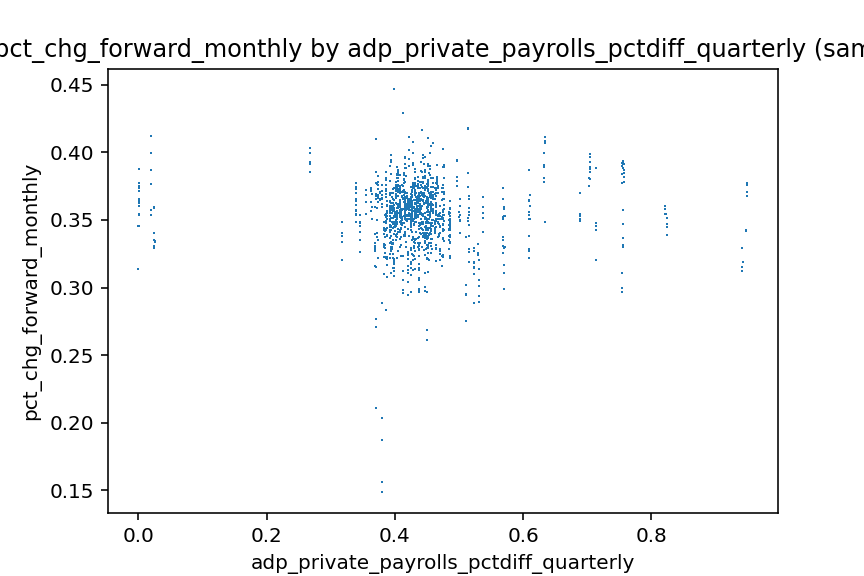 pct_chg_forward_monthly by adp_private_payrolls_pctdiff_quarterly (sam
0.45
0.40
0.35
0.30
0.25
0.20
0.15
pct_chg_forward_monthly
0.0 0.2 0.4 0.6 0.8
adp_private_payrolls_pctdiff_quarterly